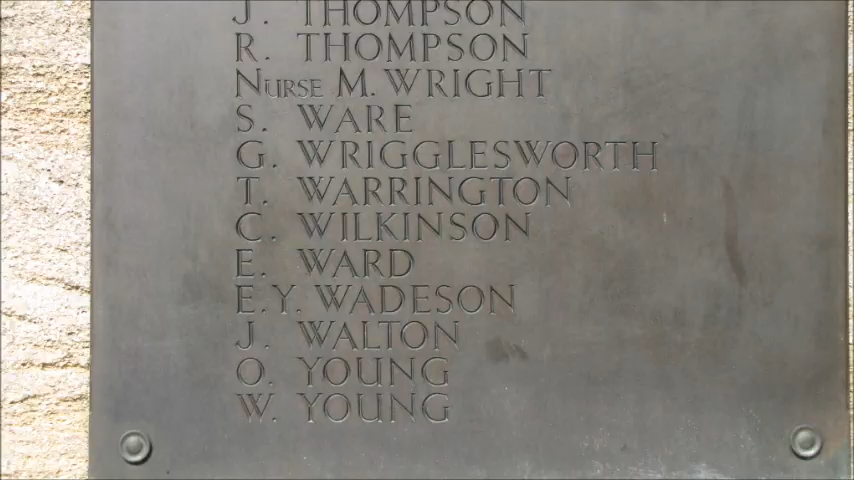 J. THOMPSON
R. THOMPSON
NURSE M. WRIGHT
S. WARE
G. WRIGGLESWORTH
T. WARRINGTON
C. WILKINSON
E. WARD
E.Y. WADESON
J. WALTON
O. YOUNG
W. YOUNG